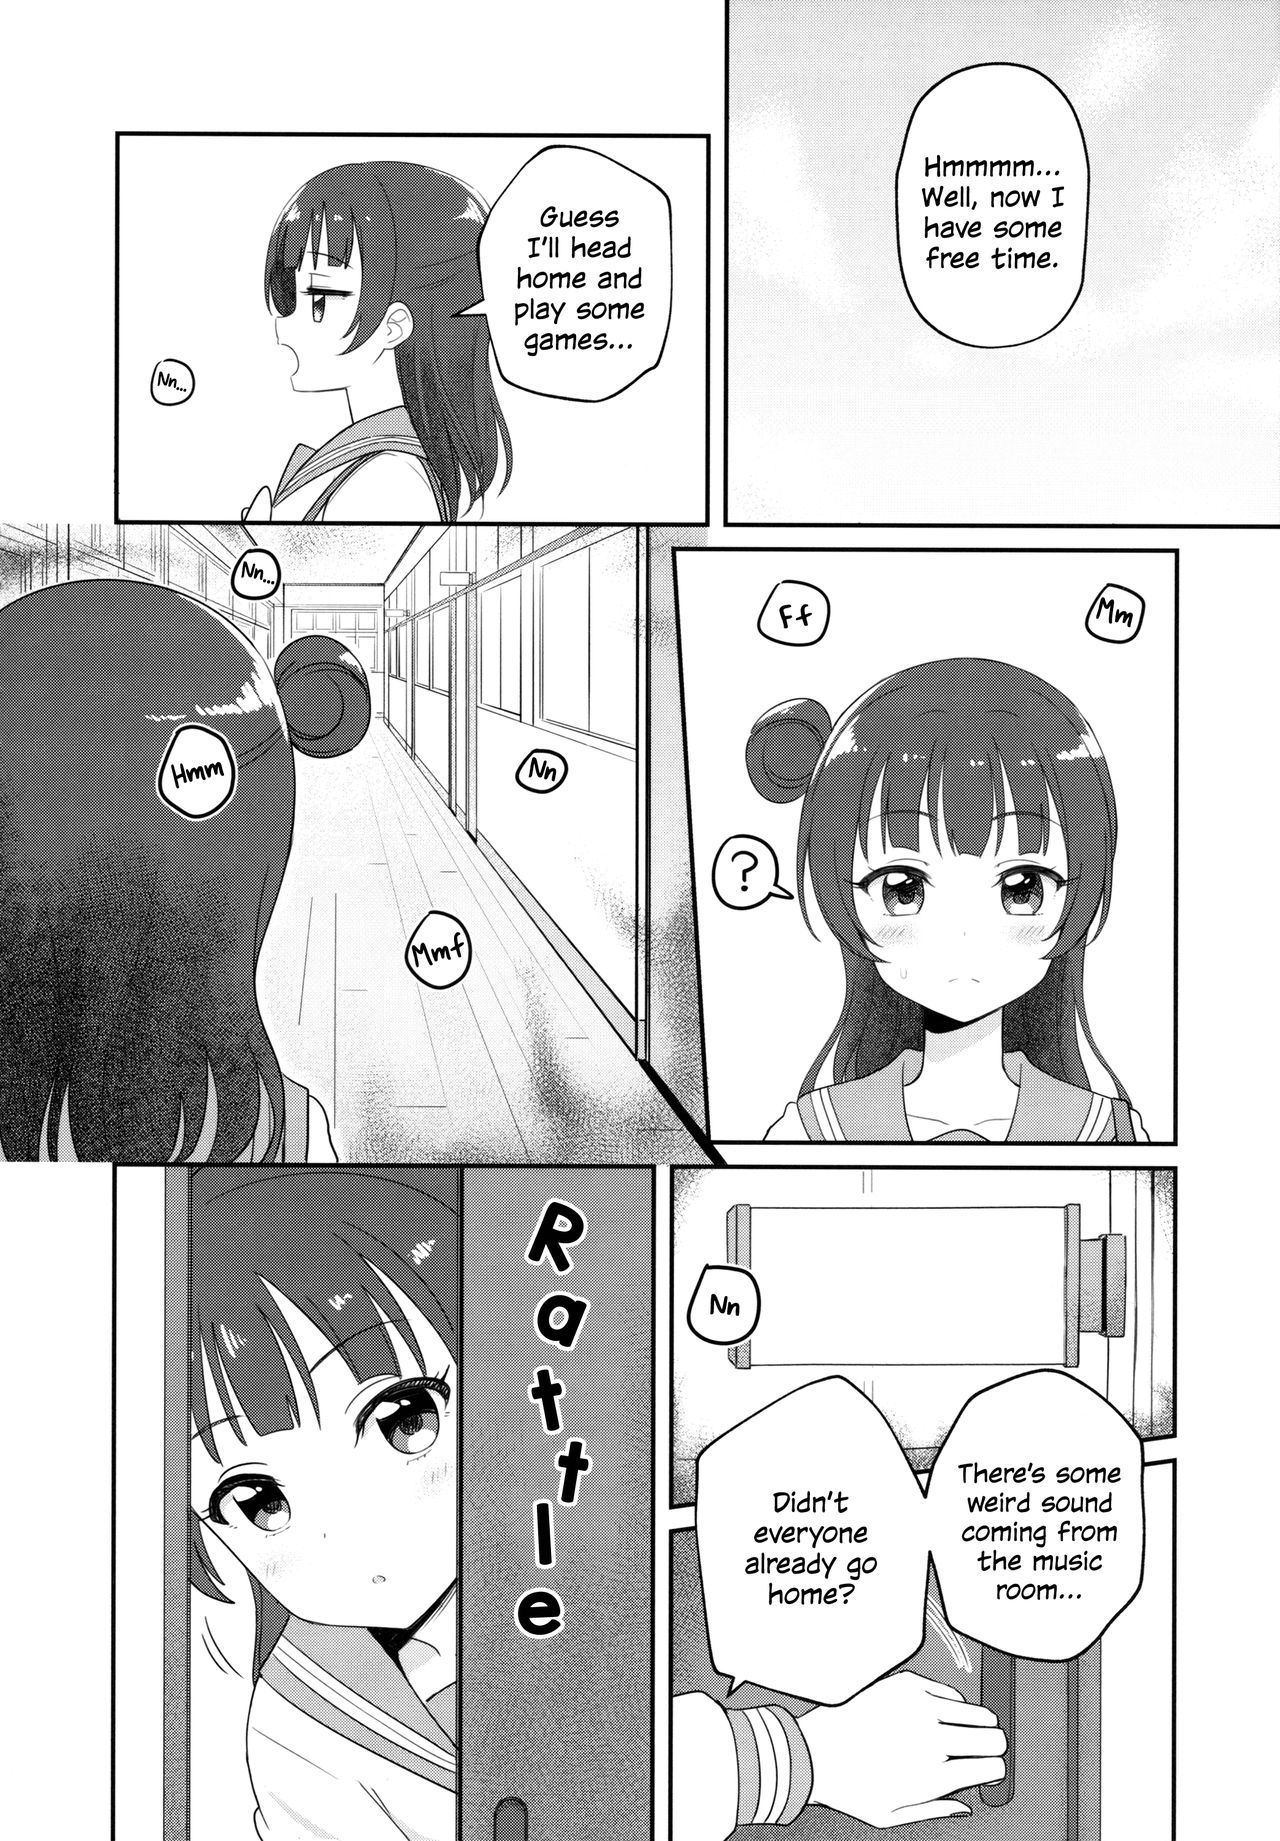 Hmmmm...
Well, now I
have some
free time.
Guess
I'll head
home and
play some
games...
Nn...
Mm
Ff
?
Nn...
Hmm
Nn
Mmf
Nn
There's some
weird sound
coming from
the music
room...
Didn't
everyone
already go
home?
Rattle